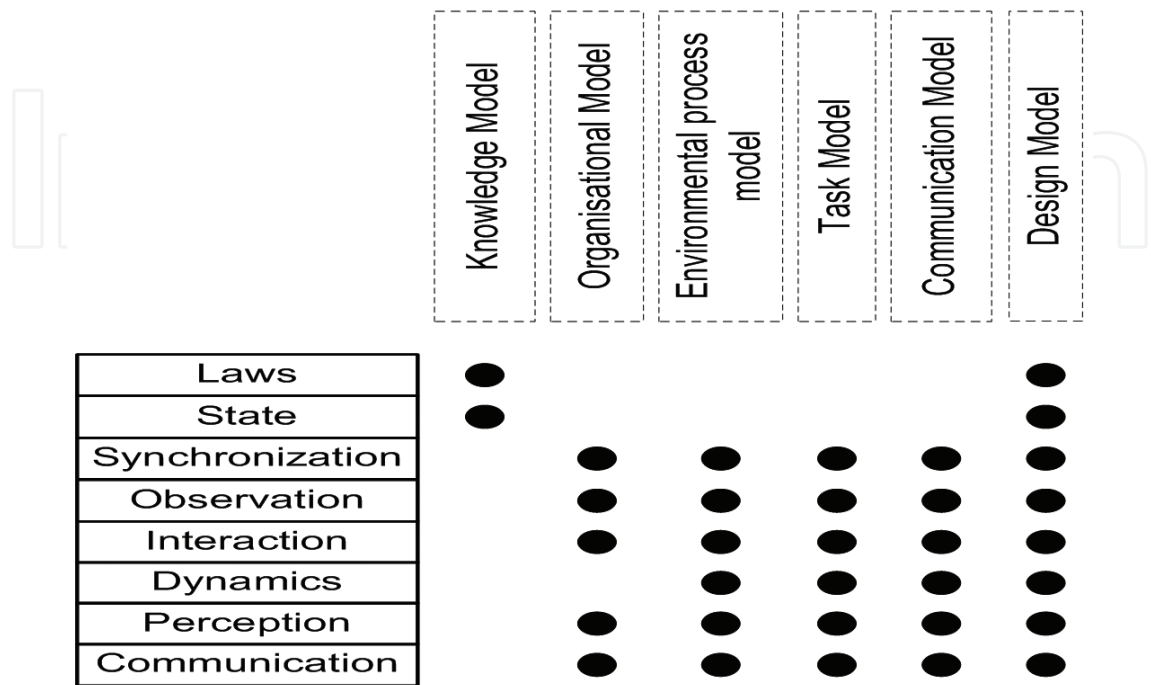 Knowledge Model
Organisational Model
Environmental process
model
Task Model
Communication Model
Design Model
Laws
State
Synchronization
Observation
Interaction
Dynamics
Perception
Communication